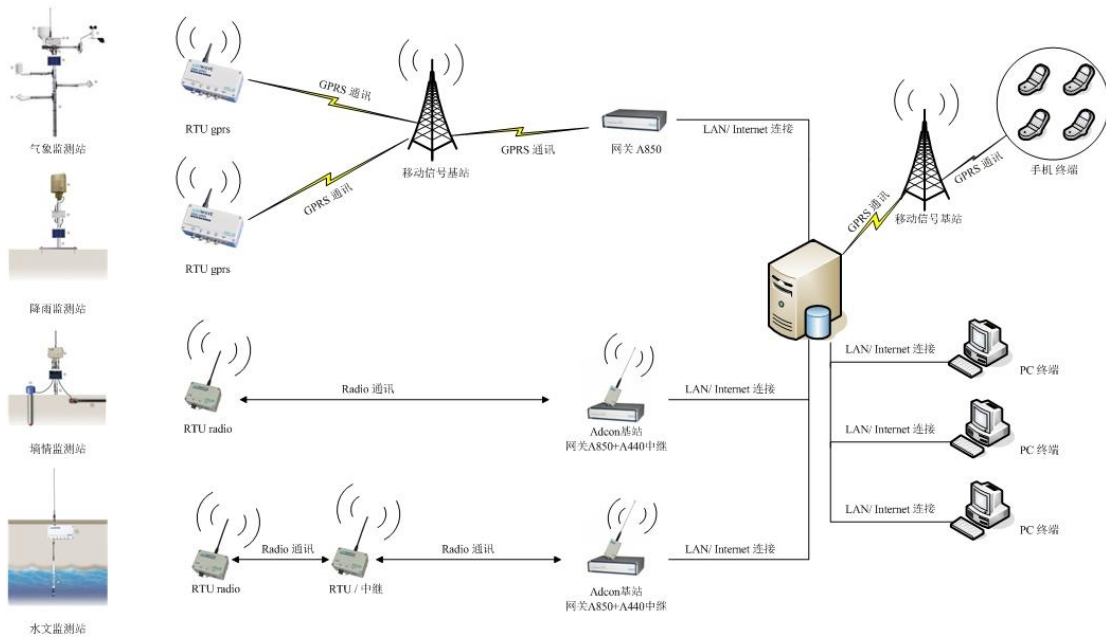 气象监测站
降雨监测站
墒情监测站
水文监测站
RTU gprs
GPRS 通讯
RTU gprs
GPRS 通讯
移动信号基站
GPRS 通讯
网关 A850
LAN/ Internet 连接
GPRS 通讯
移动信号基站
GPRS 通讯
手机 终端
RTU radio
Radio 通讯
Adcon基站
网关A850+A440中继
LAN/ Internet 连接
RTU radio
Radio 通讯
RTU / 中继
Radio 通讯
Adcon基站
网关A850+A440中继
LAN/ Internet 连接
LAN/ Internet 连接
PC 终端
LAN/ Internet 连接
PC 终端
LAN/ Internet 连接
PC 终端